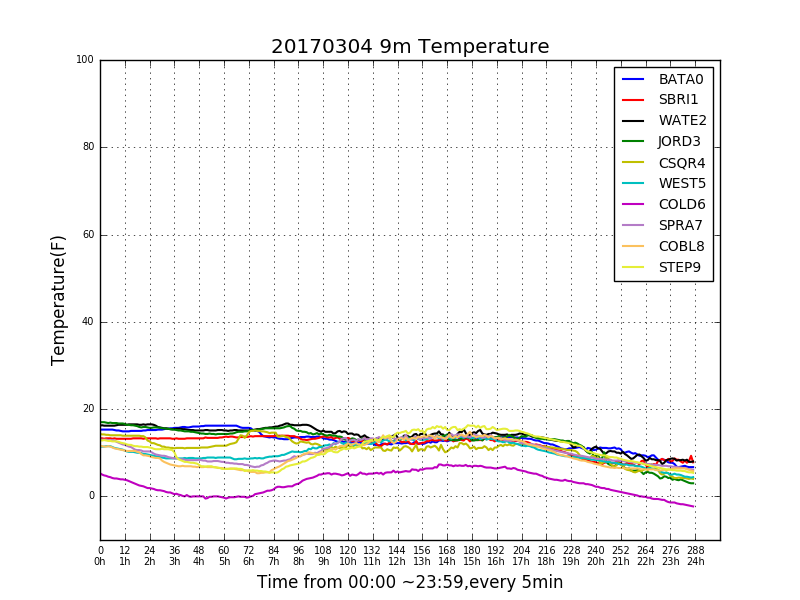 20170304 9m Temperature
100
80
60
40
20
0
Temperature(F)
BATA0
SBRI1
WATE2
JORD3
CSQR4
WEST5
COLD6
SPRA7
COBL8
STEP9
0 12 24 36 48 60 72 84 96 108 120 132 144 156 168 180 192 204 216 228 240 252 264 276 288
0h 1h 2h 3h 4h 5h 6h 7h 8h 9h 10h 11h 12h 13h 14h 15h 16h 17h 18h 19h 20h 21h 22h 23h 24h
Time from 00:00 ~23:59,every 5min